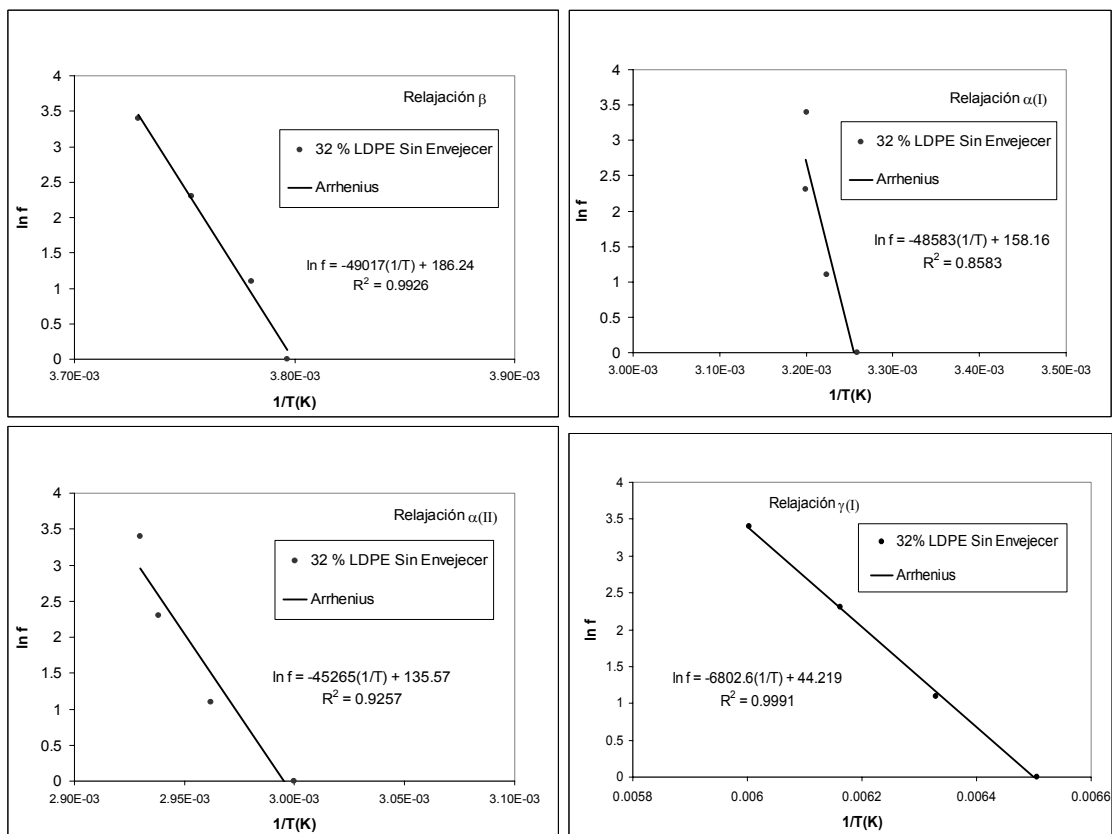 Relajación β
4
3.5
3
2.5
2
1.5
1
0.5
0
ln f
32 % LDPE Sin Envejecer
Arrhenius
ln f = -49017(1/T) + 186.24
R² = 0.9926
3.70E-03 3.80E-03 3.90E-03
1/T(K)
Relajación α(I)
4
3.5
3
2.5
2
1.5
1
0.5
0
ln f
32 % LDPE Sin Envejecer
Arrhenius
ln f = -48583(1/T) + 158.16
R² = 0.8583
3.00E-03 3.10E-03 3.20E-03 3.30E-03 3.40E-03 3.50E-03
1/T(K)
Relajación α(II)
4
3.5
3
2.5
2
1.5
1
0.5
0
ln f
32 % LDPE Sin Envejecer
Arrhenius
ln f = -45265(1/T) + 135.57
R² = 0.9257
2.90E-03 2.95E-03 3.00E-03 3.05E-03 3.10E-03
1/T(K)
Relajación γ(I)
4
3.5
3
2.5
2
1.5
1
0.5
0
ln f
32% LDPE Sin Envejecer
Arrhenius
ln f = -6802.6(1/T) + 44.219
R² = 0.9991
0.0058 0.006 0.0062 0.0064 0.0066
1/T(K)